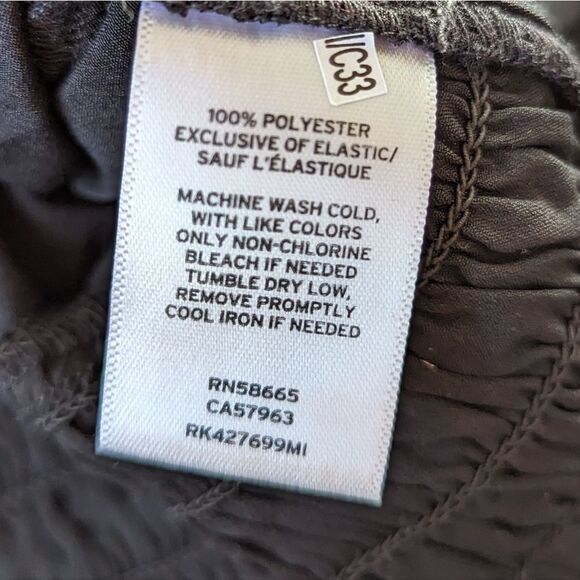 VC33
100% POLYESTER
EXCLUSIVE OF ELASTIC/
SAUF L'ÉLASTIQUE
MACHINE WASH COLD,
WITH LIKE COLORS
ONLY NON-CHLORINE
BLEACH IF NEEDED
TUMBLE DRY LOW,
REMOVE PROMPTLY
COOL IRON IF NEEDED
RN58665
CA57963
RK427699MI